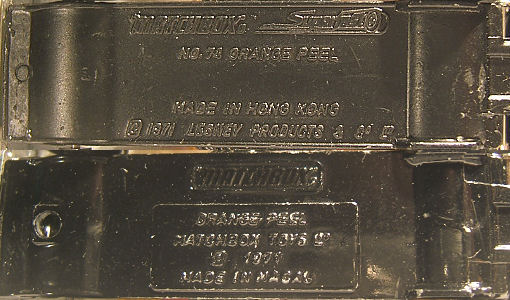 MATCHBOX SUPERFAST
NO. 74 ORANGE PEEL
MADE IN HONG KONG
© 1971 LESNEY PRODUCTS & CO LTD
MATCHBOX
ORANGE PEEL
MATCHBOX TOYS LTD
© 1971
MADE IN MACAU